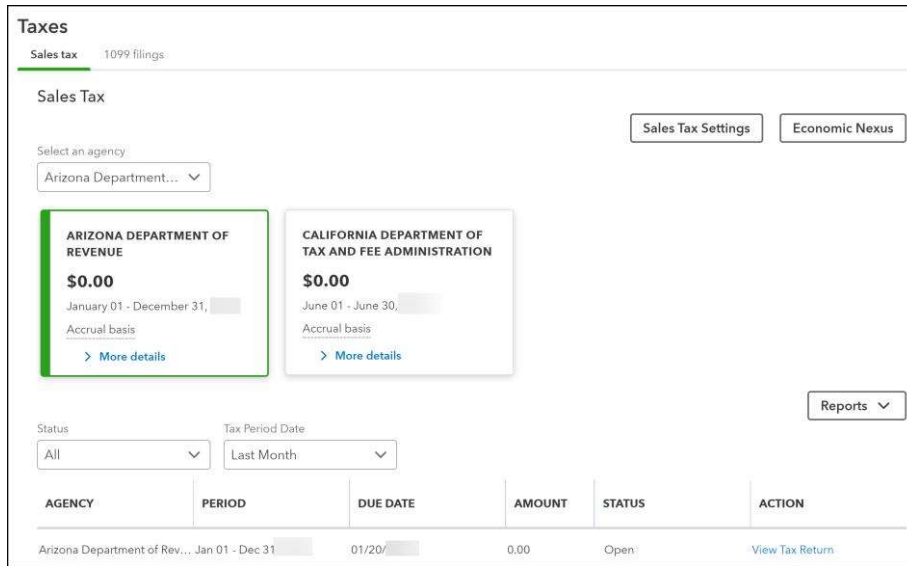 Taxes
Sales tax 1099 filings
Sales Tax
Sales Tax Settings Economic Nexus
Select an agency
Arizona Department...
ARIZONA DEPARTMENT OF
REVENUE
$0.00
January 01 - December 31,
Accrual basis
More details
CALIFORNIA DEPARTMENT OF
TAX AND FEE ADMINISTRATION
$0.00
June 01 - June 30,
Accrual basis
More details
Reports
Status Tax Period Date
All Last Month
AGENCY PERIOD DUE DATE AMOUNT STATUS ACTION
Arizona Department of Rev... Jan 01 - Dec 31 01/20/ 0.00 Open View Tax Return